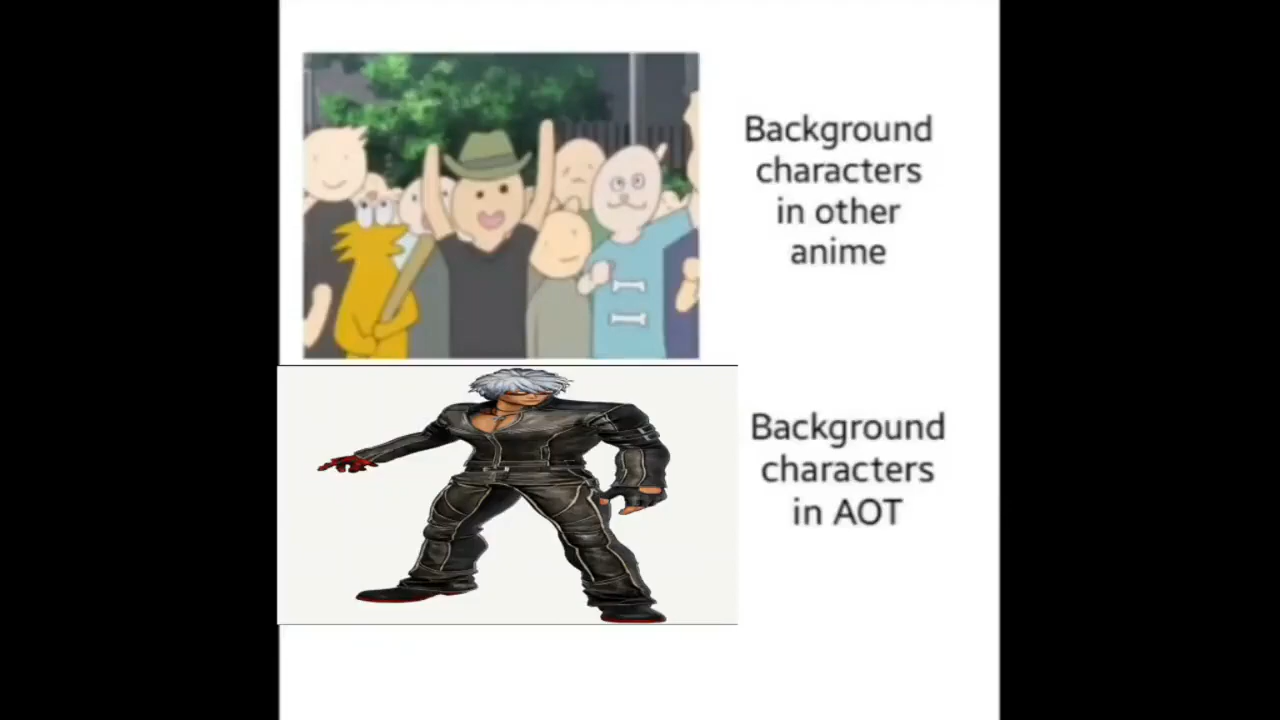 Background
characters
in other
anime
Background
characters
in AOT